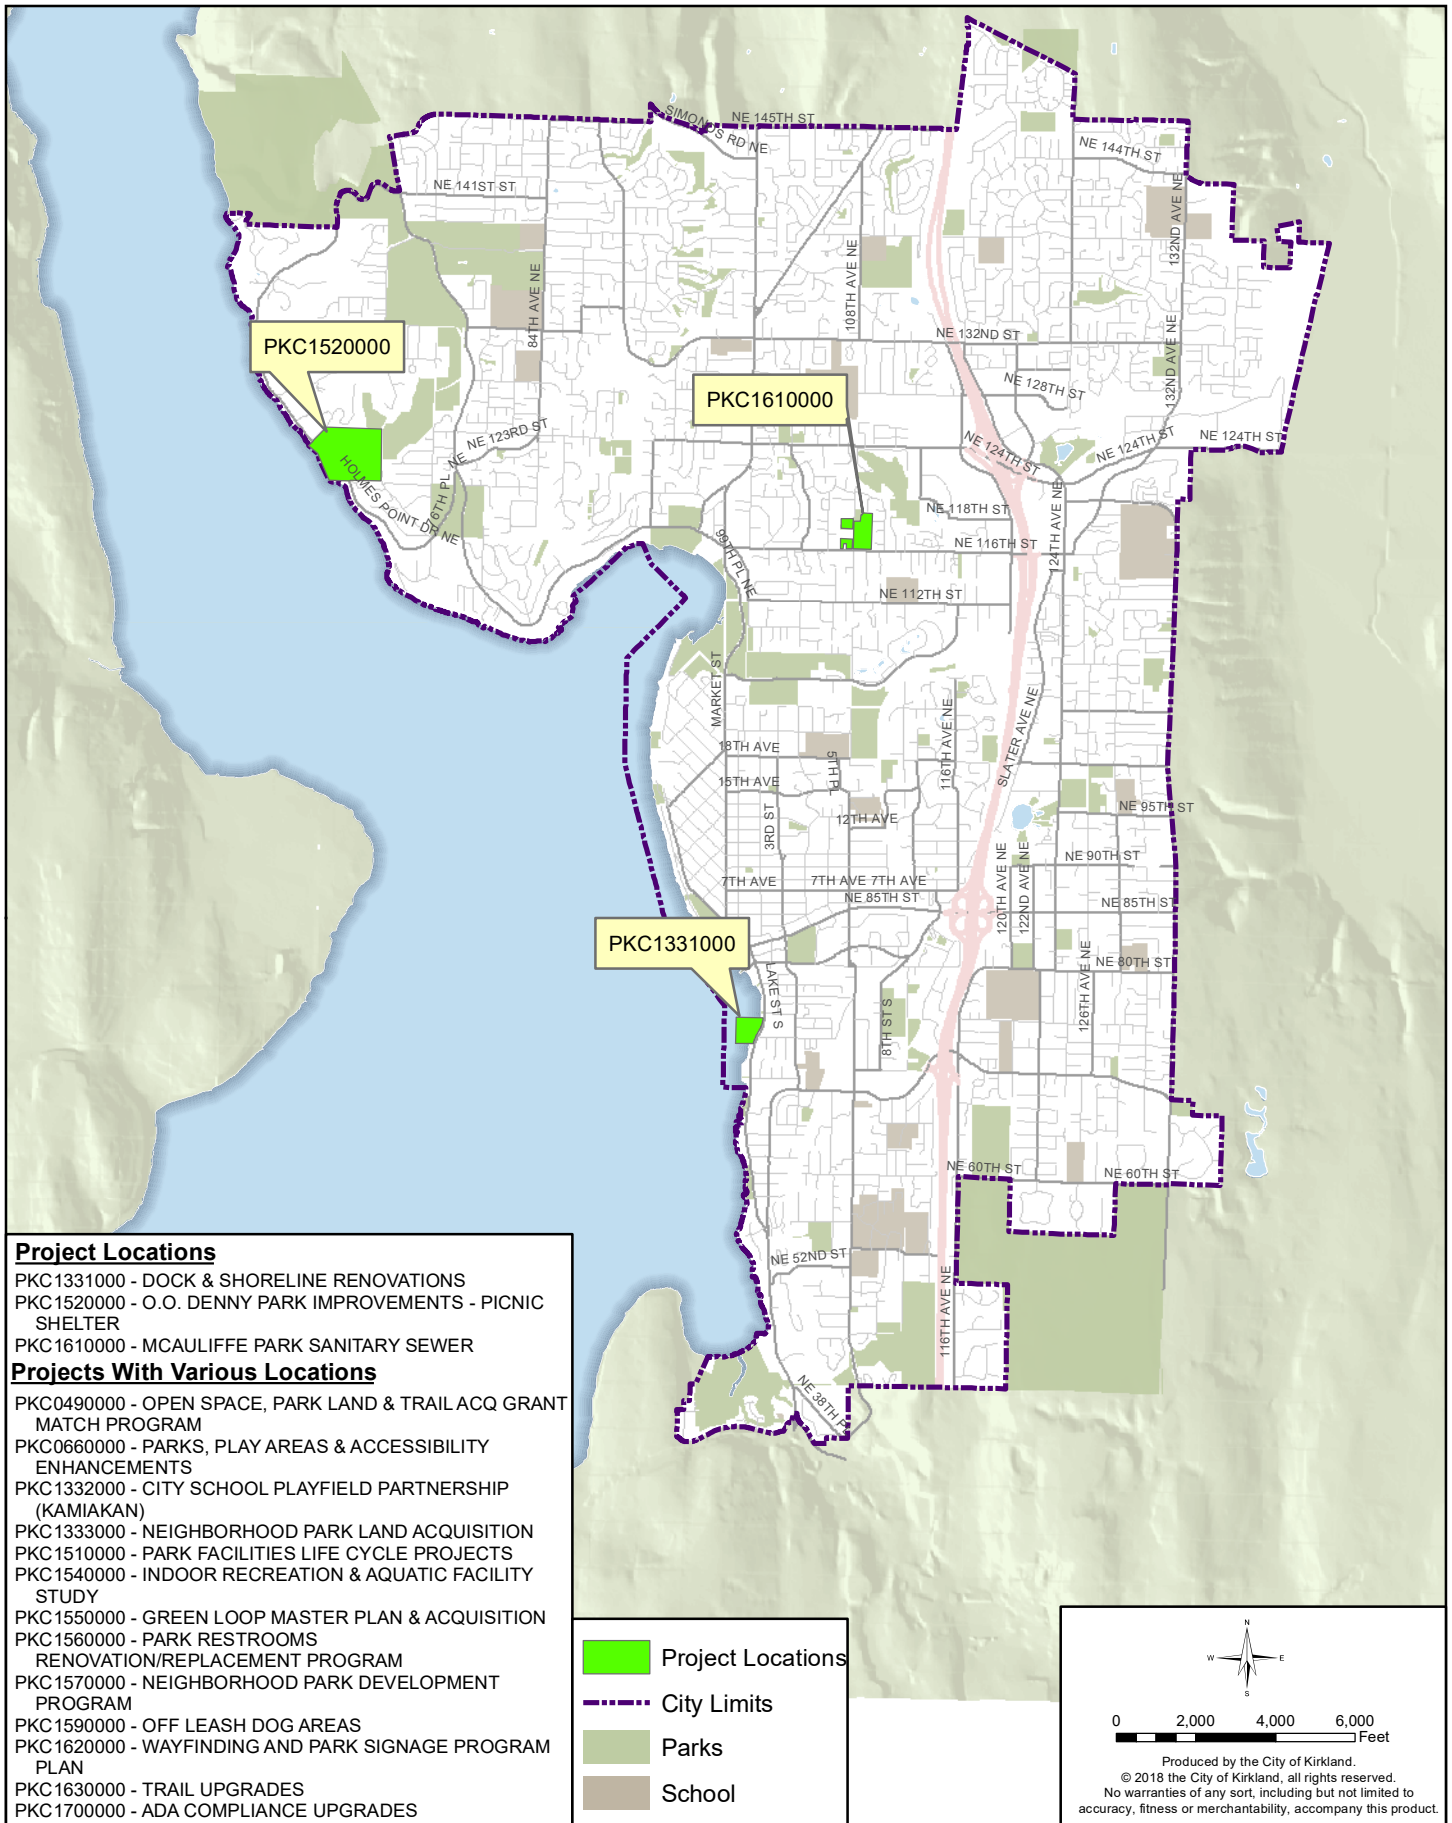 SIMONDS RD NE
NE 145TH ST
NE 144TH ST
NE 141ST ST
132ND AVE NE
84TH AVE NE
108TH AVE NE
NE 132ND ST
132ND AVE NE
PKC1520000
PKC1610000
NE 128TH ST
NE 123RD ST
NE 124TH ST
NE 124TH ST
NE 124TH ST
HOLMES POINT DR NE
76TH PL NE
NE 118TH ST
124TH AVE NE
99TH PL NE
NE 116TH ST
NE 112TH ST
MARKET ST
116TH AVE NE
SLATER AVE NE
18TH AVE
5TH PL
15TH AVE
3RD ST
12TH AVE
NE 95TH ST
120TH AVE NE
122ND AVE NE
NE 90TH ST
7TH AVE
7TH AVE
7TH AVE
NE 85TH ST
NE 85TH ST
PKC1331000
LAKE ST S
8TH ST S
126TH AVE NE
NE 80TH ST
NE 60TH ST
NE 60TH ST
NE 52ND ST
116TH AVE NE
NE 38TH PL
Project Locations
PKC1331000 - DOCK & SHORELINE RENOVATIONS
PKC1520000 - O.O. DENNY PARK IMPROVEMENTS - PICNIC
SHELTER
PKC1610000 - MCAULIFFE PARK SANITARY SEWER
Projects With Various Locations
PKC0490000 - OPEN SPACE, PARK LAND & TRAIL ACQ GRANT
MATCH PROGRAM
PKC0660000 - PARKS, PLAY AREAS & ACCESSIBILITY
ENHANCEMENTS
PKC1332000 - CITY SCHOOL PLAYFIELD PARTNERSHIP
(KAMIAKAN)
PKC1333000 - NEIGHBORHOOD PARK LAND ACQUISITION
PKC1510000 - PARK FACILITIES LIFE CYCLE PROJECTS
PKC1540000 - INDOOR RECREATION & AQUATIC FACILITY
STUDY
PKC1550000 - GREEN LOOP MASTER PLAN & ACQUISITION
PKC1560000 - PARK RESTROOMS
RENOVATION/REPLACEMENT PROGRAM
PKC1570000 - NEIGHBORHOOD PARK DEVELOPMENT
PROGRAM
PKC1590000 - OFF LEASH DOG AREAS
PKC1620000 - WAYFINDING AND PARK SIGNAGE PROGRAM
PLAN
PKC1630000 - TRAIL UPGRADES
PKC1700000 - ADA COMPLIANCE UPGRADES
Project Locations
City Limits
Parks
School
N
W E
S
0 2,000 4,000 6,000
Feet
Produced by the City of Kirkland.
© 2018 the City of Kirkland, all rights reserved.
No warranties of any sort, including but not limited to
accuracy, fitness or merchantability, accompany this product.